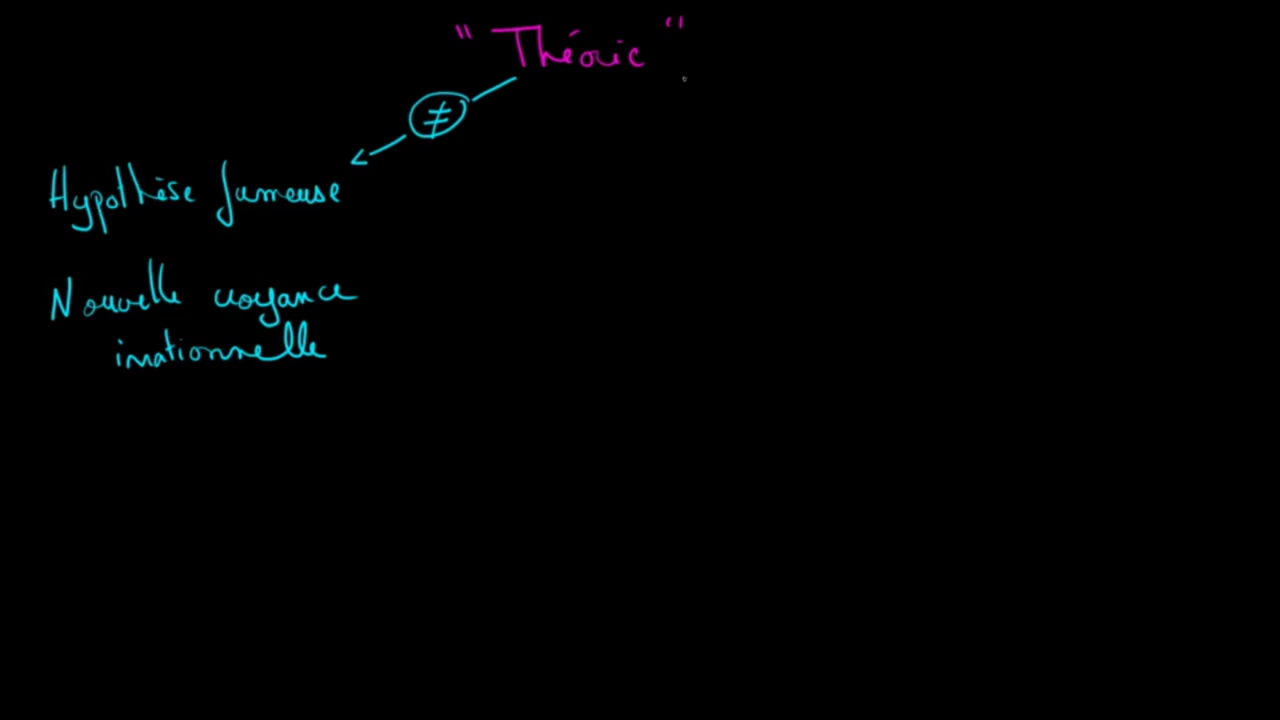 " Théorie "
≠
Hypothèse fumeuse
Nouvelle croyance
irrationnelle